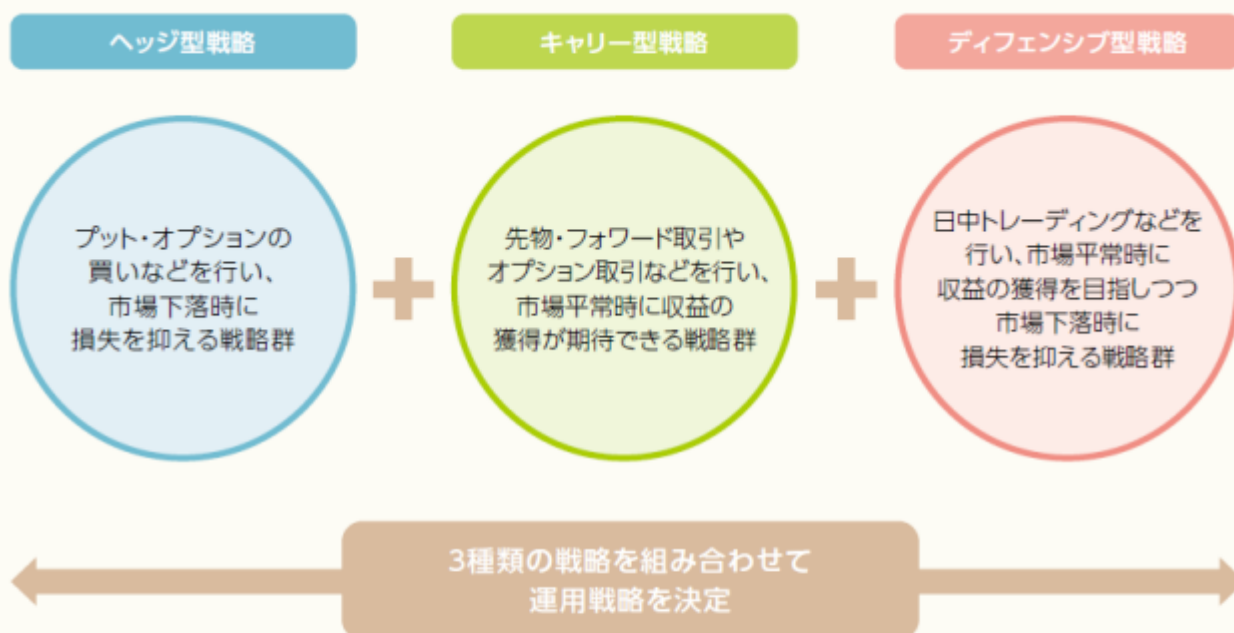 ヘッジ型戦略
キャリー型戦略
ディフェンシブ型戦略
プット・オプションの
買いなどを行い、
市場下落時に
損失を抑える戦略群
先物・フォワード取引や
オプション取引などを行い、
市場平常時に収益の
獲得が期待できる戦略群
日中トレーディングなどを
行い、市場平常時に
収益の獲得を目指しつつ
市場下落時に
損失を抑える戦略群
3種類の戦略を組み合わせて
運用戦略を決定